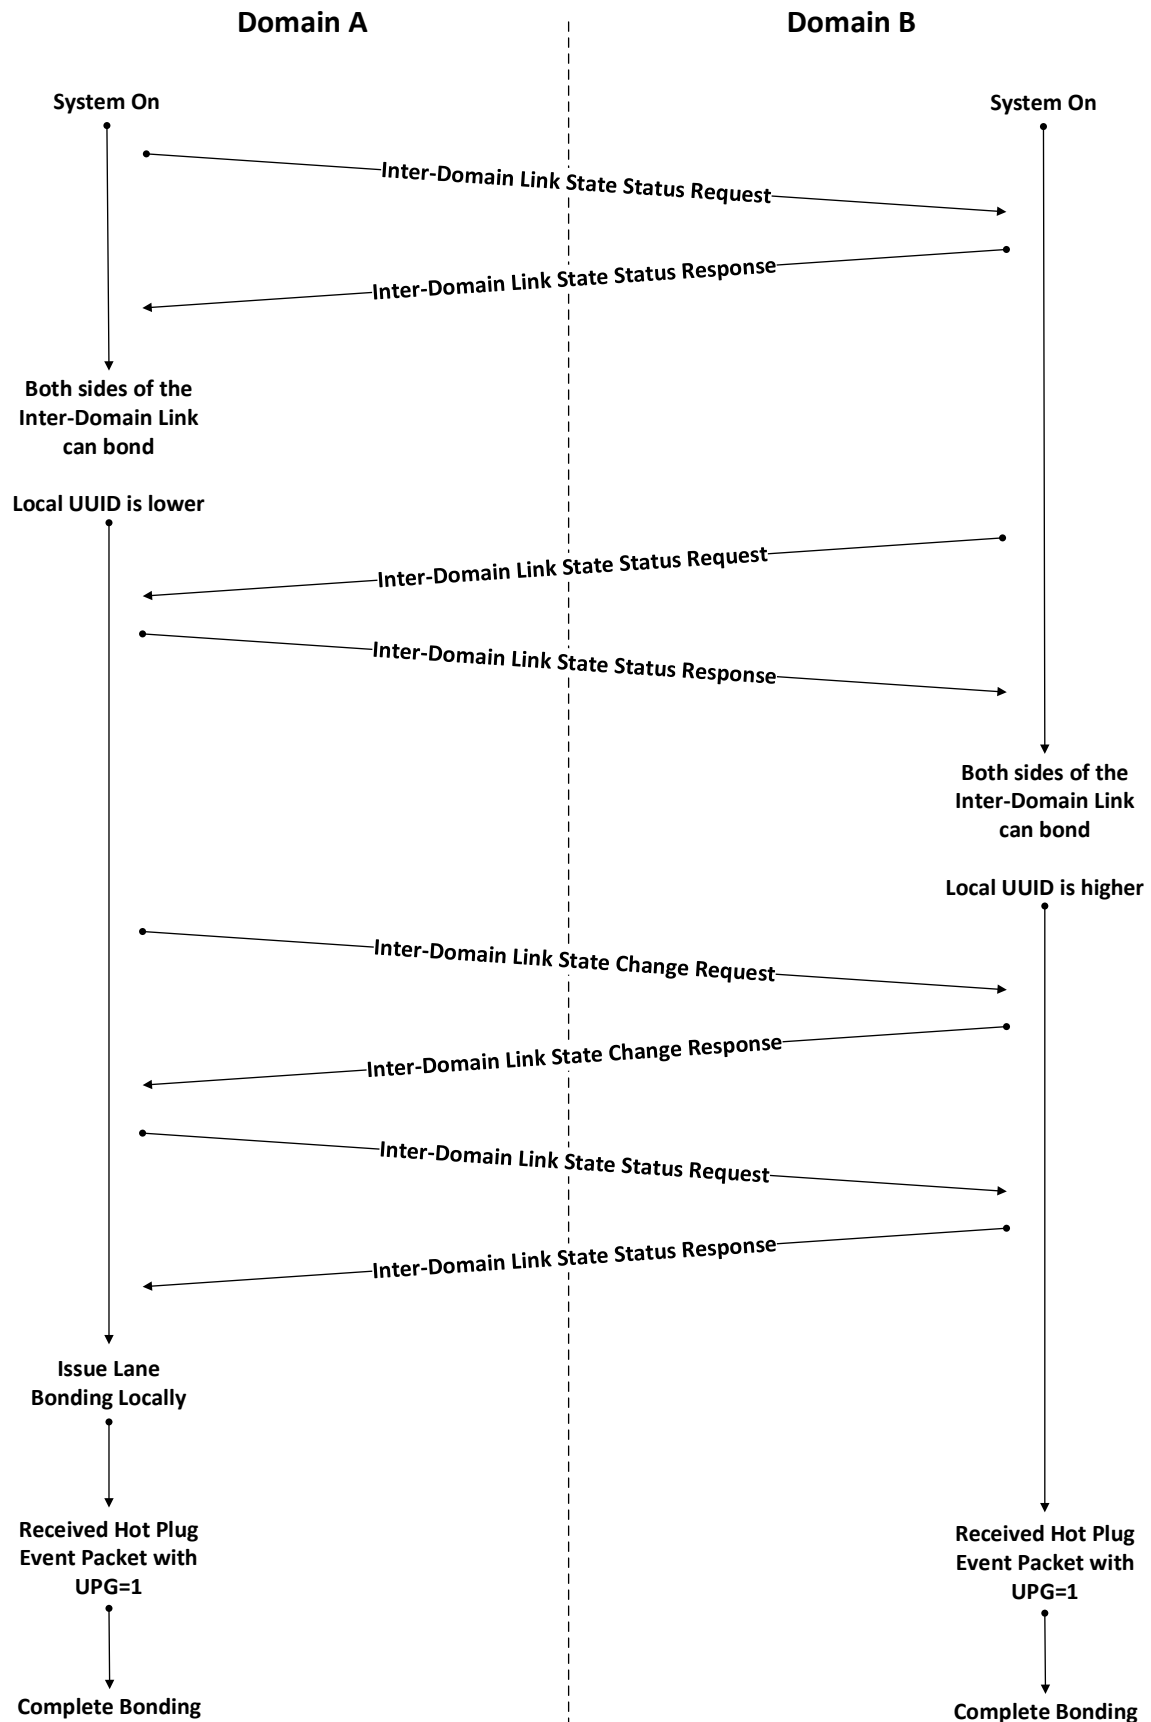 Domain A
Domain B
System On
System On
Inter-Domain Link State Status Request
Inter-Domain Link State Status Response
Both sides of the
Inter-Domain Link
can bond
Local UUID is lower
Inter-Domain Link State Status Request
Inter-Domain Link State Status Response
Both sides of the
Inter-Domain Link
can bond
Local UUID is higher
Inter-Domain Link State Change Request
Inter-Domain Link State Change Response
Inter-Domain Link State Status Request
Inter-Domain Link State Status Response
Issue Lane
Bonding Locally
Received Hot Plug
Event Packet with
UPG=1
Received Hot Plug
Event Packet with
UPG=1
Complete Bonding
Complete Bonding